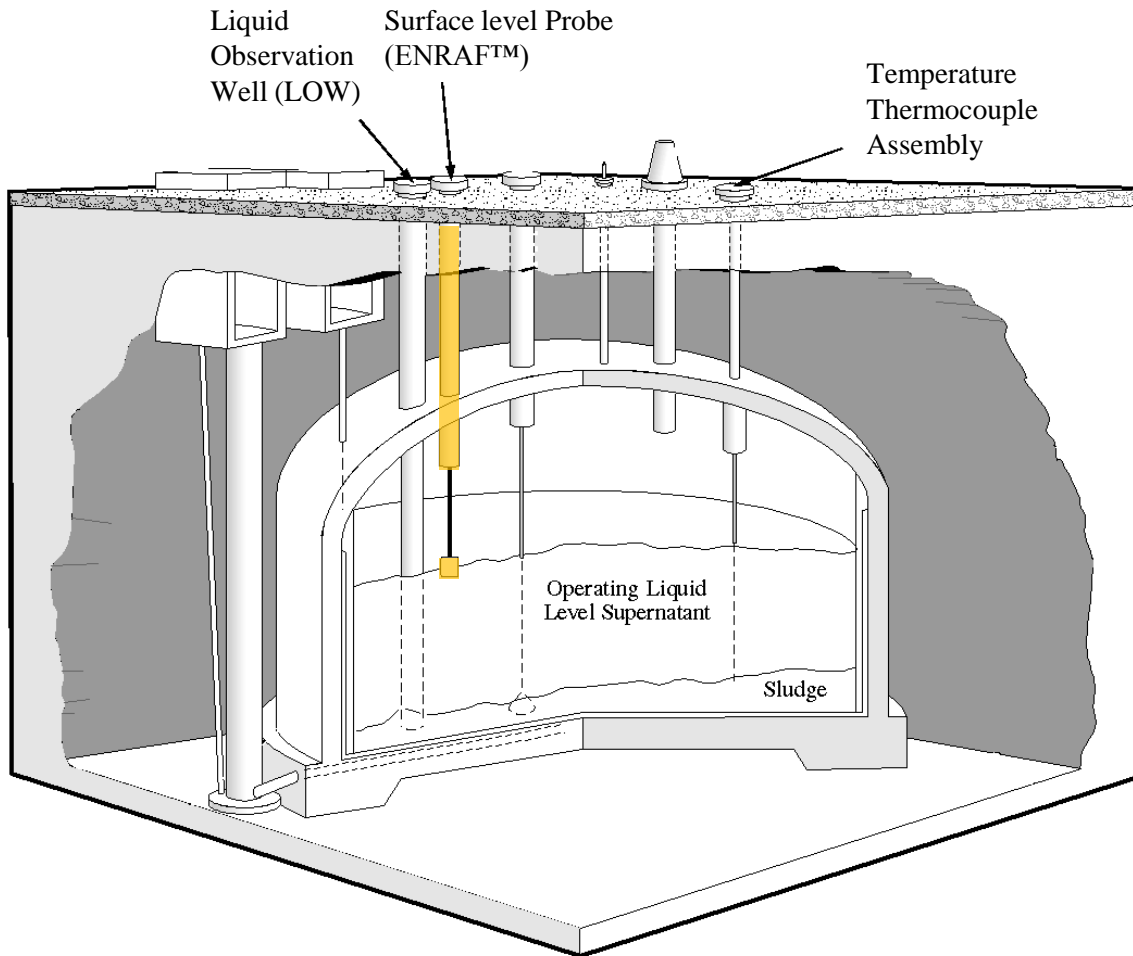 Liquid
Observation
Well (LOW)
Surface level Probe
(ENRAF™)
Temperature
Thermocouple
Assembly
Operating Liquid
Level Supernatant
Sludge